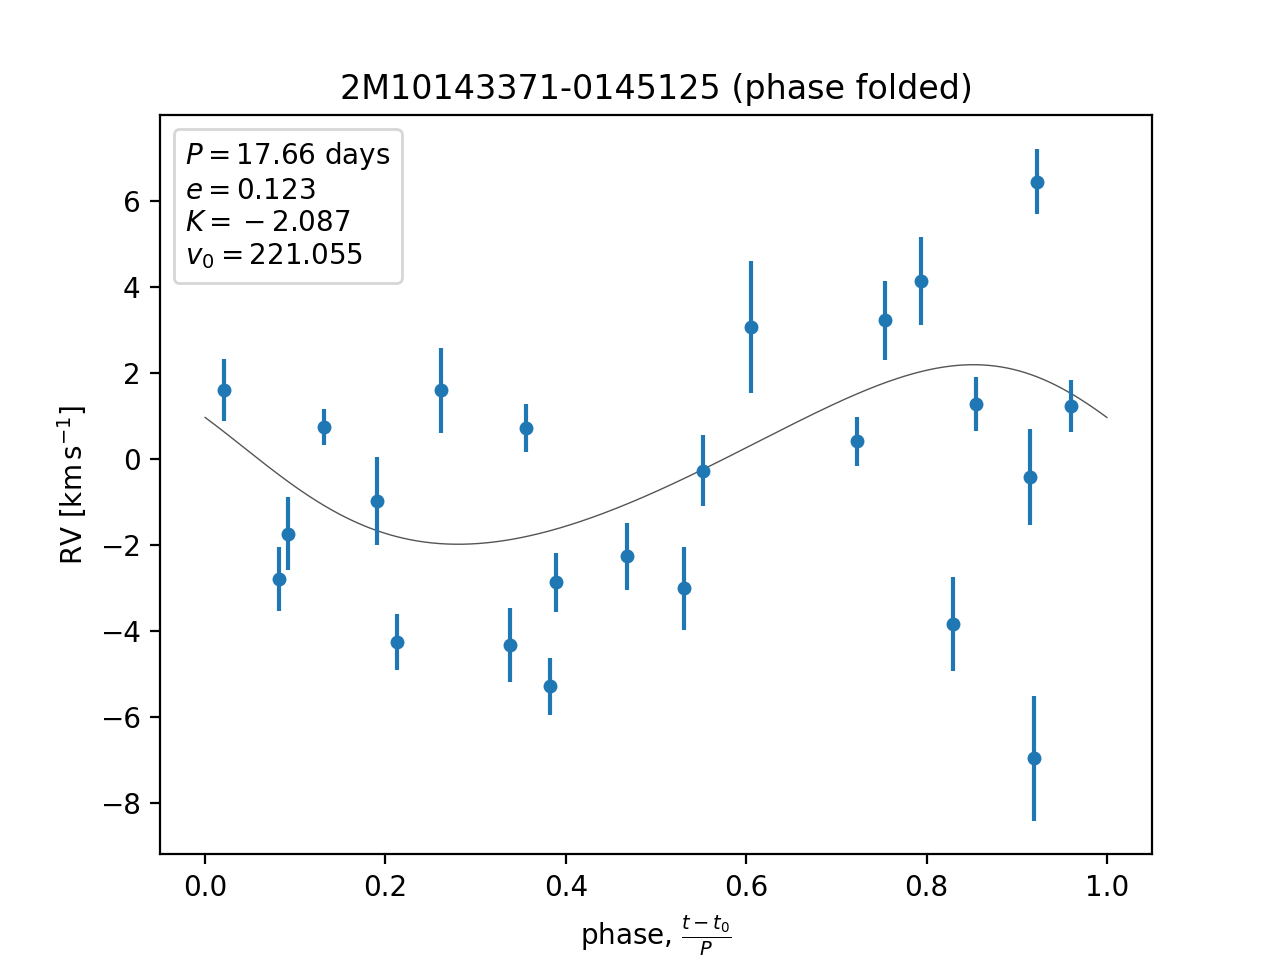 2M10143371-0145125 (phase folded)
P = 17.66 days
e = 0.123
K = −2.087
v₀ = 221.055
6
4
2
0
−2
−4
−6
−8
RV [km s⁻¹]
0.0 0.2 0.4 0.6 0.8 1.0
phase, (t − t₀)/P